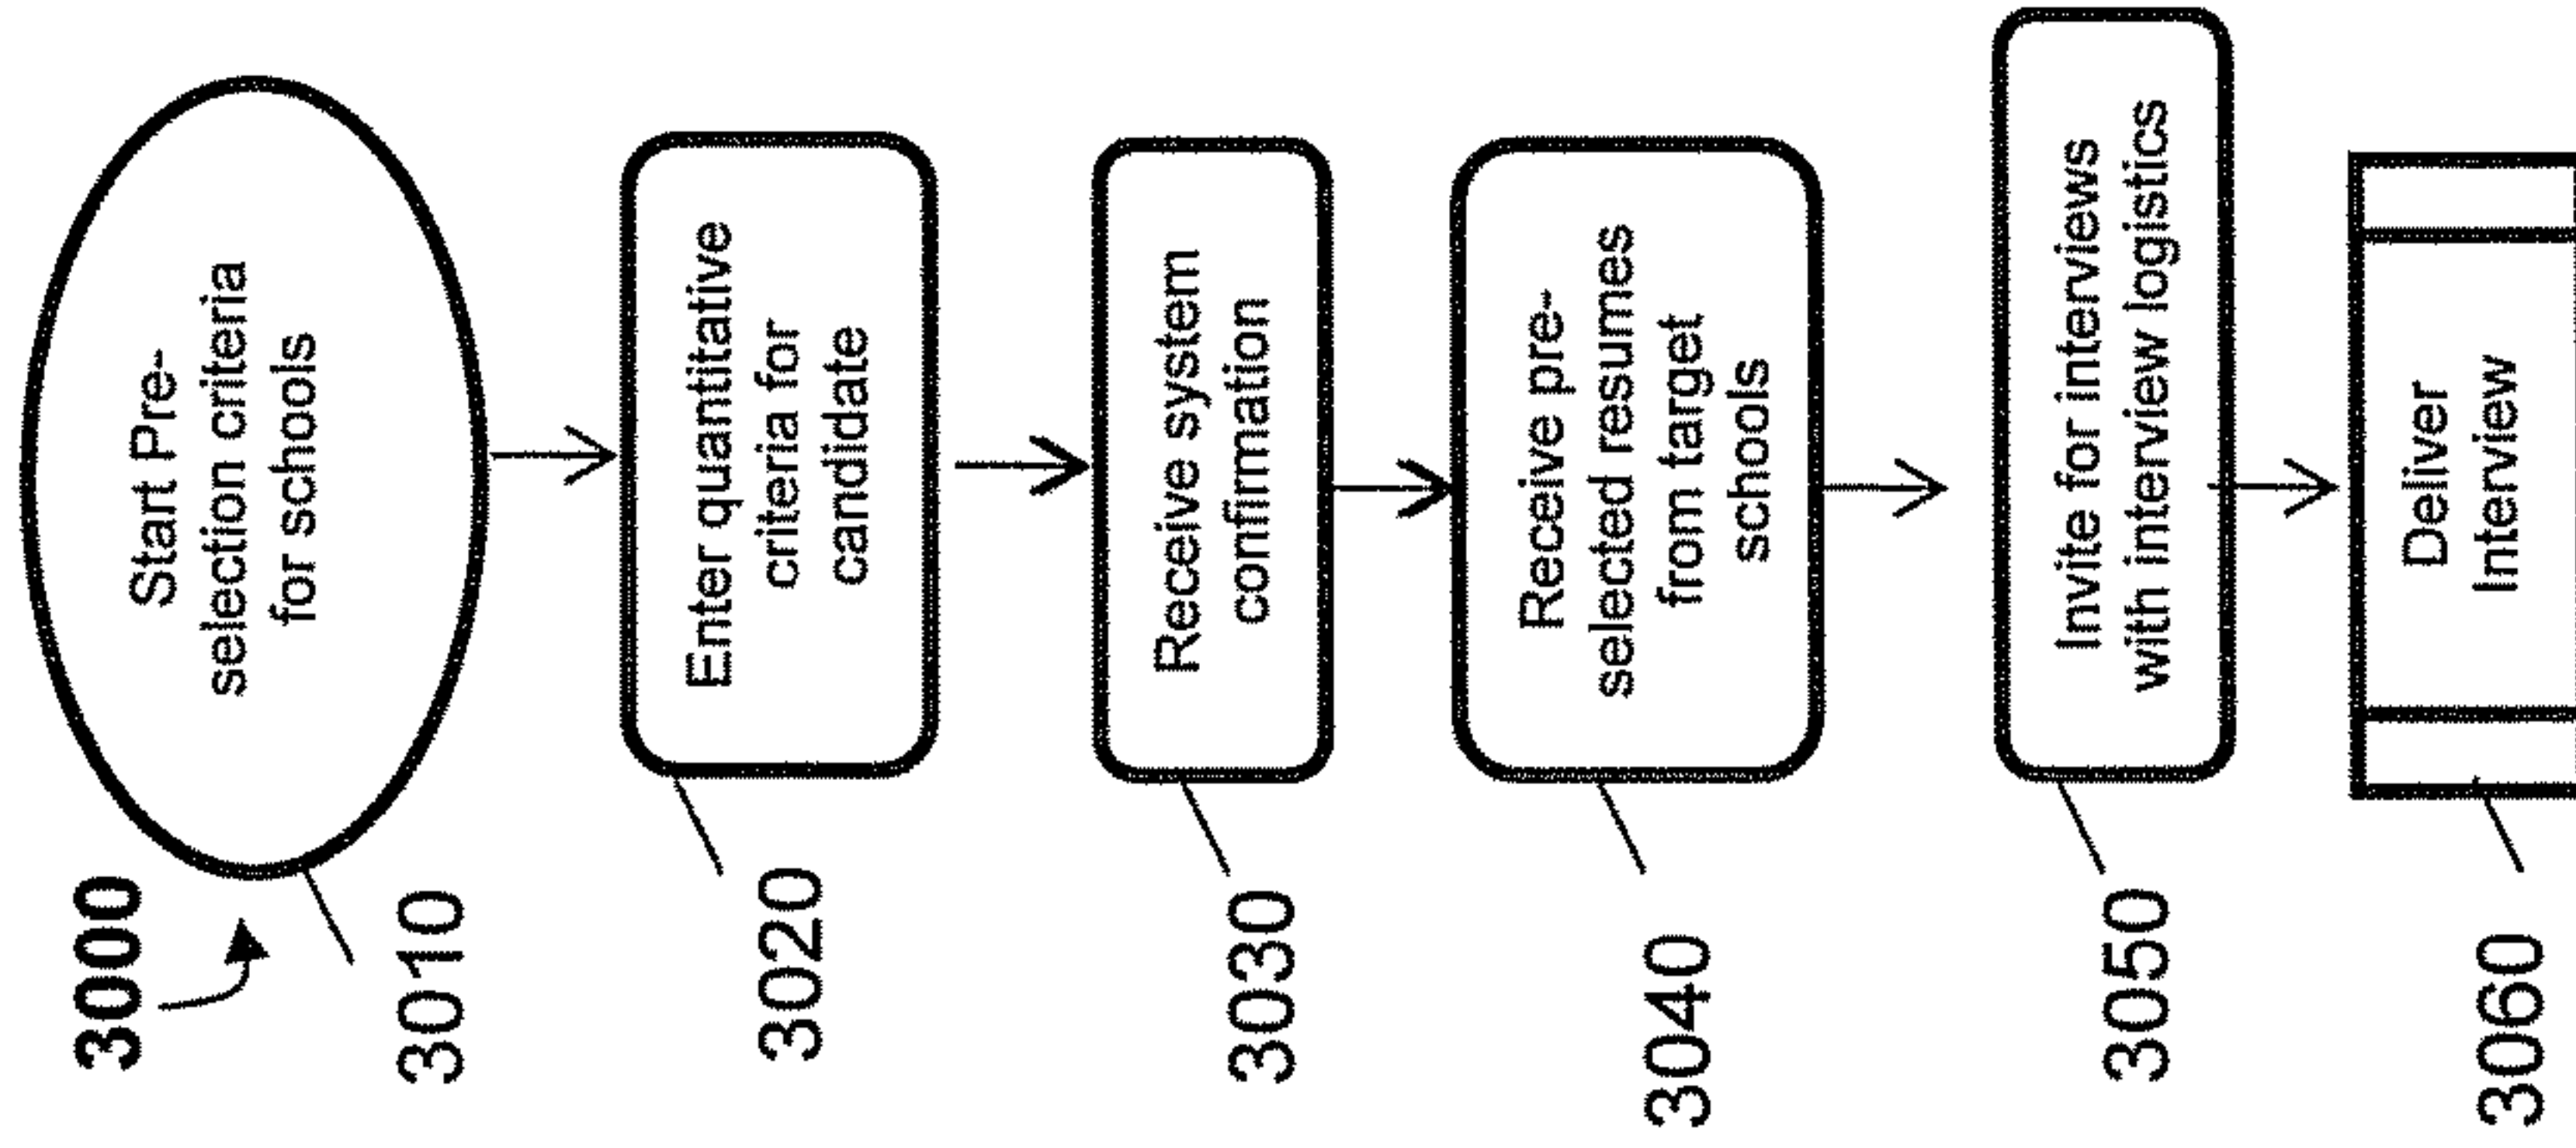 3000
Start Pre-
selection criteria
for schools
3010
Enter quantitative
criteria for
candidate
3020
Receive system
confirmation
3030
Receive pre-
selected resumes
from target
schools
3040
Invite for interviews
with interview logistics
3050
Deliver
Interview
3060